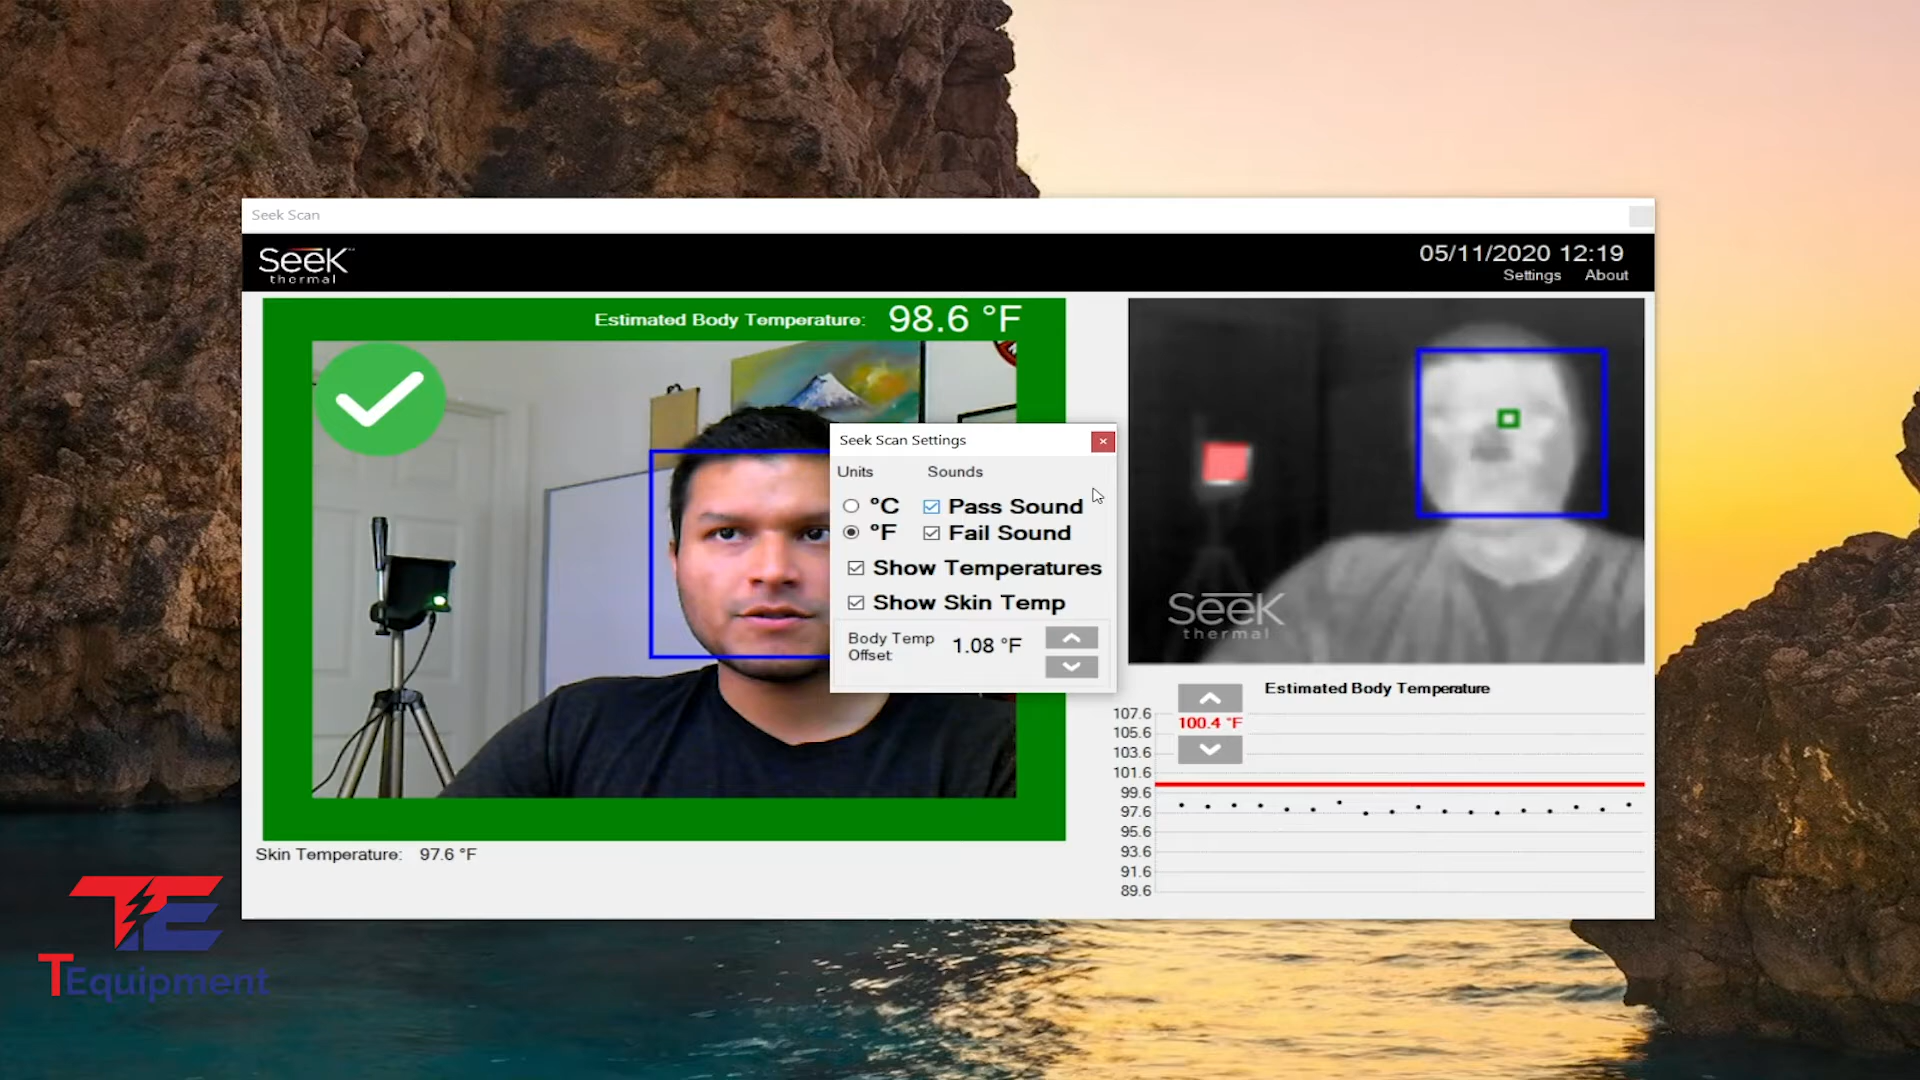 Seek Scan
Seek
thermal
05/11/2020 12:19
Settings About
Estimated Body Temperature: 98.6 °F
Seek Scan Settings
Units Sounds
°C Pass Sound
°F Fail Sound
Show Temperatures
Show Skin Temp
Body Temp
Offset
1.08 °F
Seek
thermal
Estimated Body Temperature
100.4 °F
107.6
105.6
103.6
101.6
99.6
97.6
95.6
93.6
91.6
89.6
Skin Temperature: 97.6 °F
TE
TEquipment